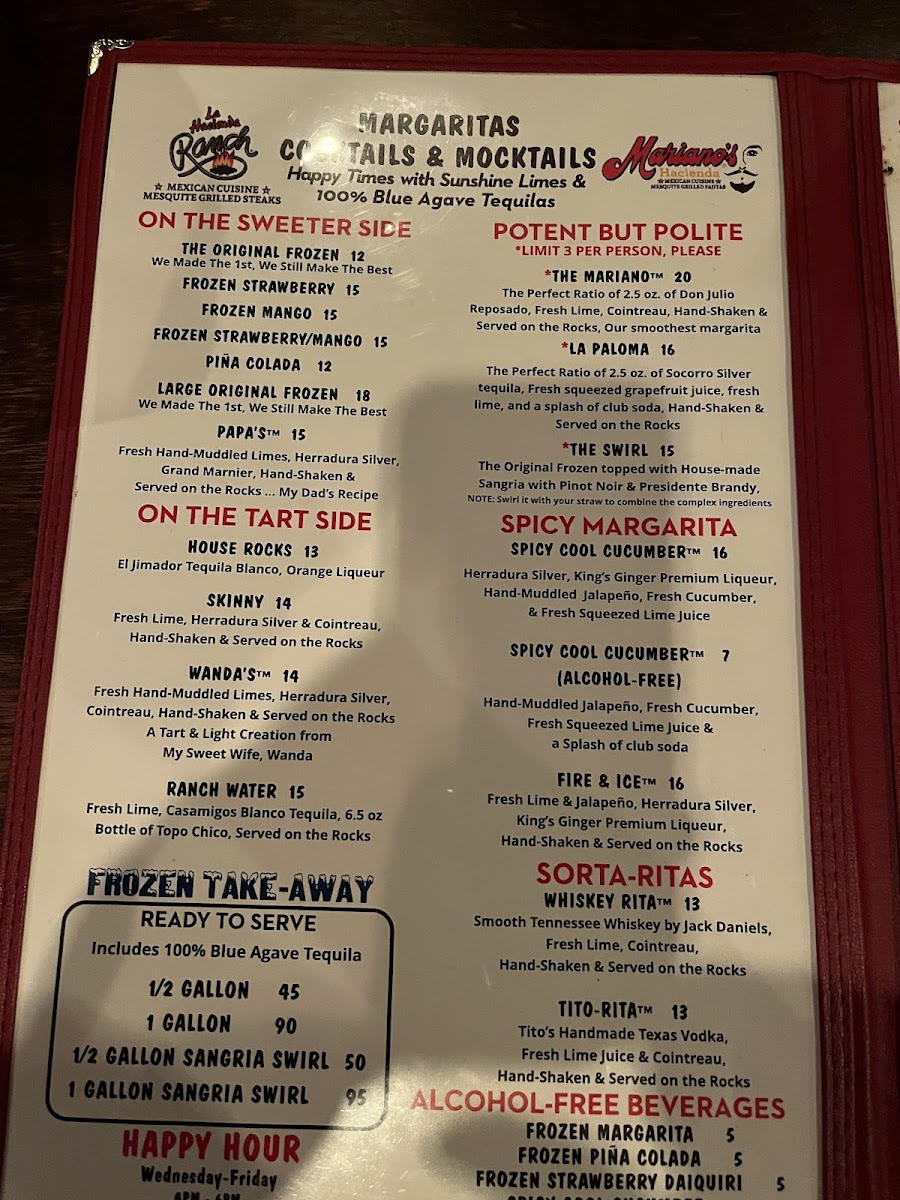 La
Hacienda
Ranch
☆ MEXICAN CUISINE ☆
MESQUITE GRILLED STEAKS
MARGARITAS
COCKTAILS & MOCKTAILS
Happy Times with Sunshine Limes &
100% Blue Agave Tequilas
Mariano's
Hacienda
★ MEXICAN CUISINE ★
MESQUITE GRILLED FAJITAS
ON THE SWEETER SIDE
THE ORIGINAL FROZEN 12
We Made The 1st, We Still Make The Best
FROZEN STRAWBERRY 15
FROZEN MANGO 15
FROZEN STRAWBERRY/MANGO 15
PIÑA COLADA 12
LARGE ORIGINAL FROZEN 18
We Made The 1st, We Still Make The Best
PAPA'S™ 15
Fresh Hand-Muddled Limes, Herradura Silver,
Grand Marnier, Hand-Shaken &
Served on the Rocks ... My Dad's Recipe
ON THE TART SIDE
HOUSE ROCKS 13
El Jimador Tequila Blanco, Orange Liqueur
SKINNY 14
Fresh Lime, Herradura Silver & Cointreau,
Hand-Shaken & Served on the Rocks
WANDA'S™ 14
Fresh Hand-Muddled Limes, Herradura Silver,
Cointreau, Hand-Shaken & Served on the Rocks
A Tart & Light Creation from
My Sweet Wife, Wanda
RANCH WATER 15
Fresh Lime, Casamigos Blanco Tequila, 6.5 oz
Bottle of Topo Chico, Served on the Rocks
FROZEN TAKE-AWAY
READY TO SERVE
Includes 100% Blue Agave Tequila
1/2 GALLON 45
1 GALLON 90
1/2 GALLON SANGRIA SWIRL 50
1 GALLON SANGRIA SWIRL 95
HAPPY HOUR
Wednesday-Friday
4PM - 6PM
POTENT BUT POLITE
*LIMIT 3 PER PERSON, PLEASE
*THE MARIANO™ 20
The Perfect Ratio of 2.5 oz. of Don Julio
Reposado, Fresh Lime, Cointreau, Hand-Shaken &
Served on the Rocks, Our smoothest margarita
*LA PALOMA 16
The Perfect Ratio of 2.5 oz. of Socorro Silver
tequila, Fresh squeezed grapefruit juice, fresh
lime, and a splash of club soda, Hand-Shaken &
Served on the Rocks
*THE SWIRL 15
The Original Frozen topped with House-made
Sangria with Pinot Noir & Presidente Brandy,
NOTE: Swirl it with your straw to combine the complex ingredients
SPICY MARGARITA
SPICY COOL CUCUMBER™ 16
Herradura Silver, King's Ginger Premium Liqueur,
Hand-Muddled Jalapeño, Fresh Cucumber,
& Fresh Squeezed Lime Juice
SPICY COOL CUCUMBER™ 7
(ALCOHOL-FREE)
Hand-Muddled Jalapeño, Fresh Cucumber,
Fresh Squeezed Lime Juice &
a Splash of club soda
FIRE & ICE™ 16
Fresh Lime & Jalapeño, Herradura Silver,
King's Ginger Premium Liqueur,
Hand-Shaken & Served on the Rocks
SORTA-RITAS
WHISKEY RITA™ 13
Smooth Tennessee Whiskey by Jack Daniels,
Fresh Lime, Cointreau,
Hand-Shaken & Served on the Rocks
TITO-RITA™ 13
Tito's Handmade Texas Vodka,
Fresh Lime Juice & Cointreau,
Hand-Shaken & Served on the Rocks
ALCOHOL-FREE BEVERAGES
FROZEN MARGARITA 5
FROZEN PIÑA COLADA 5
FROZEN STRAWBERRY DAIQUIRI 5
SPICY COOL CUCUMBER